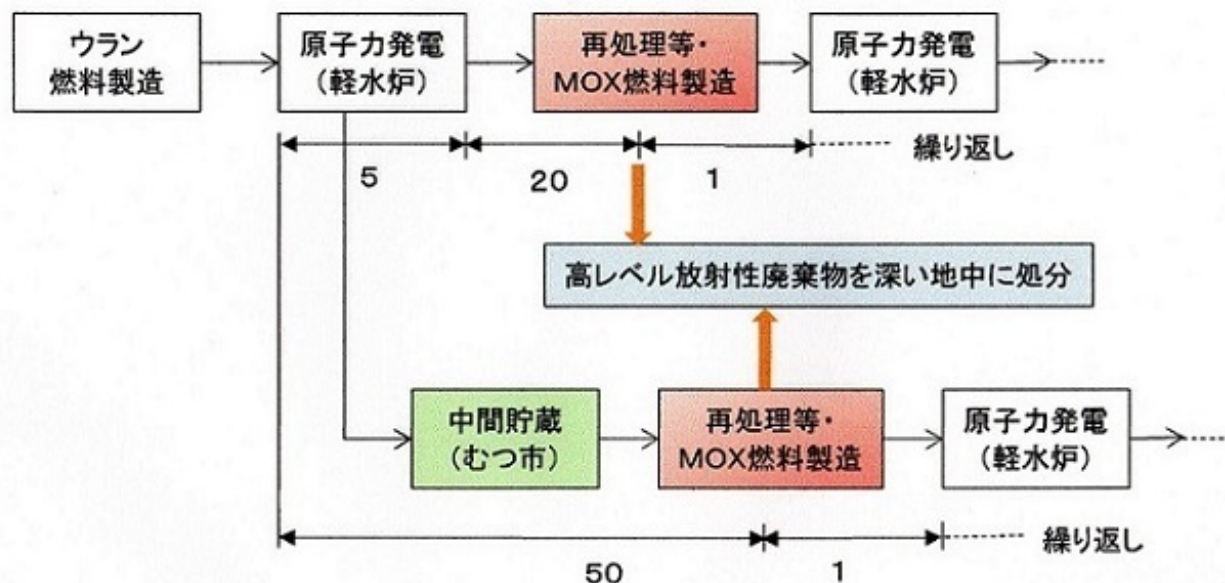 ウラン
燃料製造
原子力発電
(軽水炉)
再処理等・
MOX燃料製造
原子力発電
(軽水炉)
5
20
1
繰り返し
高レベル放射性廃棄物を深い地中に処分
中間貯蔵
(むつ市)
再処理等・
MOX燃料製造
原子力発電
(軽水炉)
50
1
繰り返し